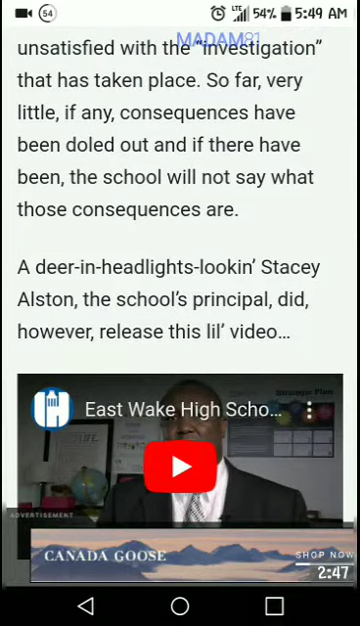 54
LTE 54% 5:49 AM
MADAM81
unsatisfied with the “investigation”
that has taken place. So far, very
little, if any, consequences have
been doled out and if there have
been, the school will not say what
those consequences are.
A deer-in-headlights-lookin’ Stacey
Alston, the school’s principal, did,
however, release this lil’ video…
East Wake High Scho...
ADVERTISEMENT
CANADA GOOSE
SHOP NOW
2:47